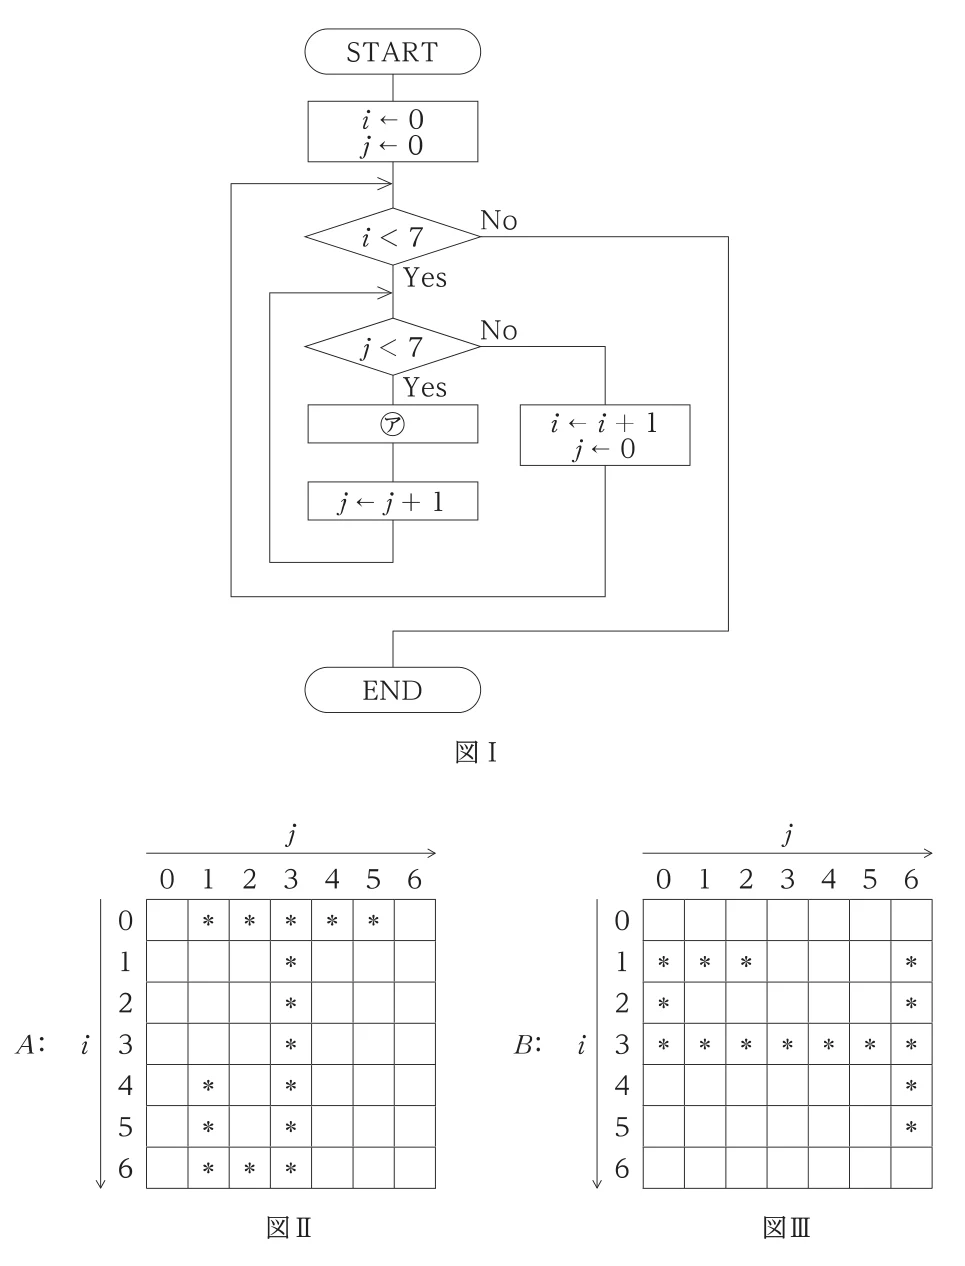 START
i ← 0
j ← 0
i < 7
No
Yes
j < 7
No
Yes
㋐
i ← i + 1
j ← 0
j ← j + 1
END
図Ⅰ
j
0 1 2 3 4 5 6
A: i
0 * * * * *
1 *
2 *
3 *
4 * *
5 * *
6 * * *
図Ⅱ
j
0 1 2 3 4 5 6
B: i
0
1 * * * *
2 * *
3 * * * * * * *
4 *
5 *
6
図Ⅲ